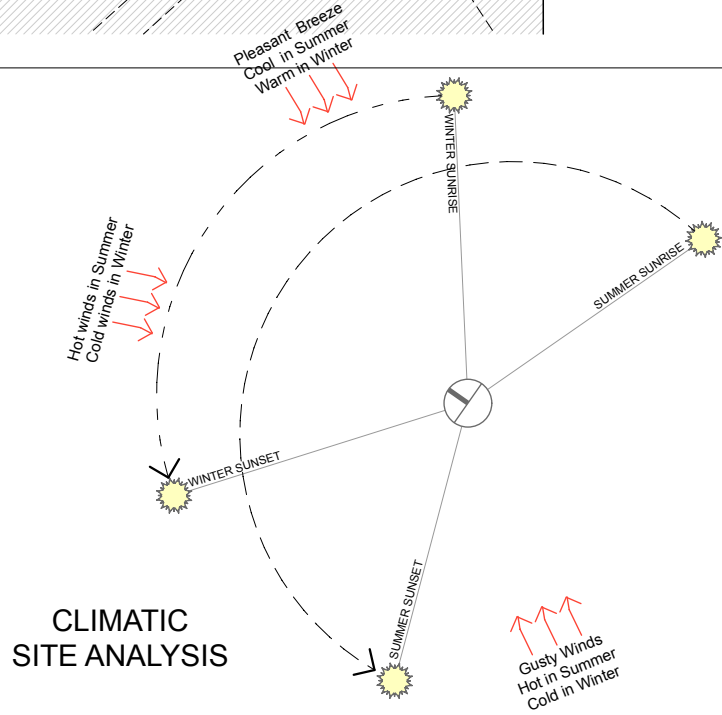 Pleasant Breeze
Cool in Summer
Warm in Winter
WINTER SUNRISE
SUMMER SUNRISE
Hot winds in Summer
Cold winds in Winter
WINTER SUNSET
SUMMER SUNSET
CLIMATIC
SITE ANALYSIS
Gusty Winds
Hot in Summer
Cold in Winter